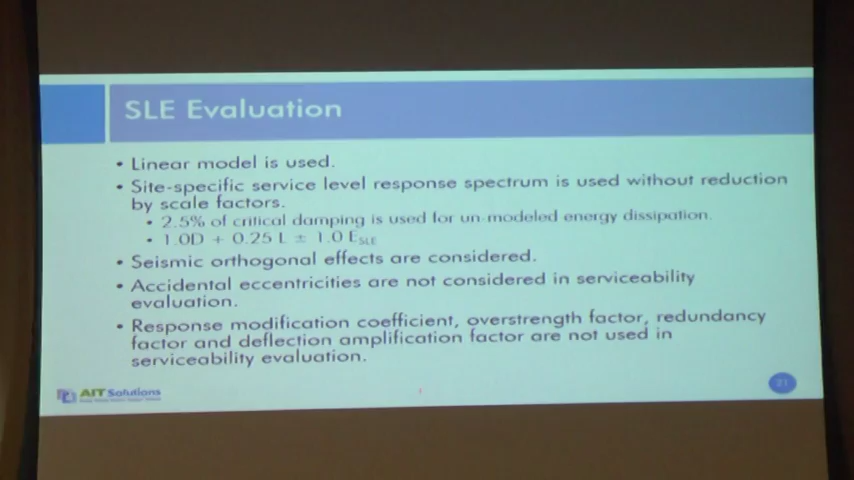 SLE Evaluation
• Linear model is used.
• Site-specific service level response spectrum is used without reduction
by scale factors.
• 2.5% of critical damping is used for un-modeled energy dissipation.
• 1.0D + 0.25 L ± 1.0 E_SLE
• Seismic orthogonal effects are considered.
• Accidental eccentricities are not considered in serviceability
evaluation.
• Response modification coefficient, overstrength factor, redundancy
factor and deflection amplification factor are not used in
serviceability evaluation.
AIT Solutions
21